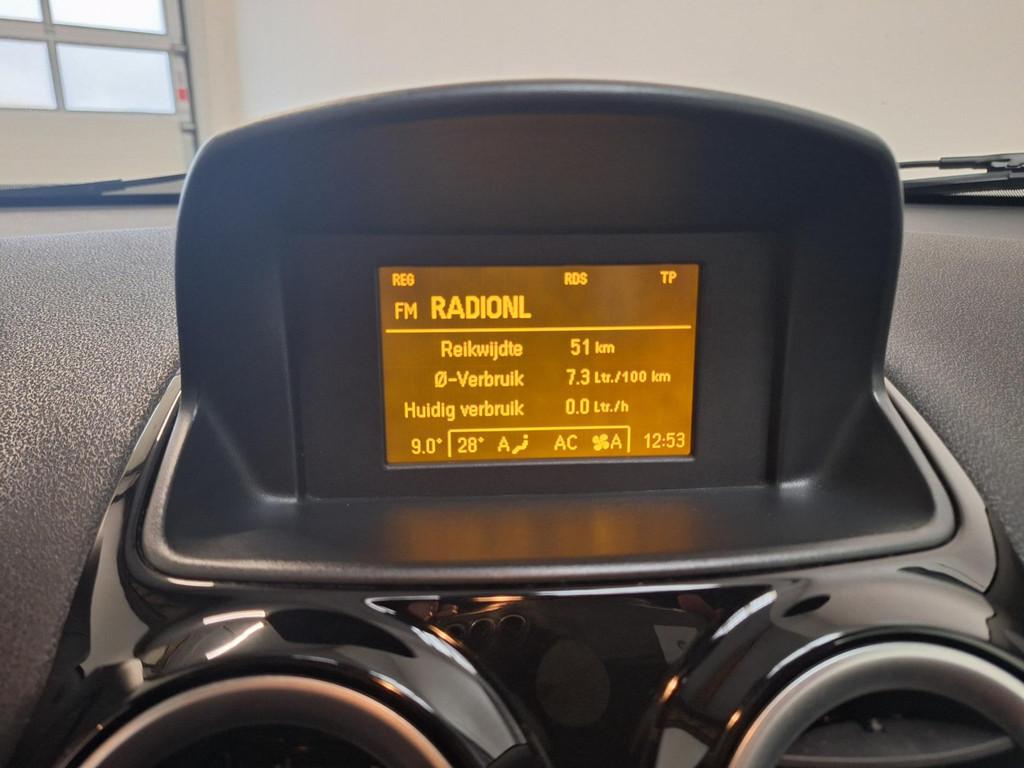 REG RDS TP
FM RADIONL
Reikwijdte 51 km
Ø-Verbruik 7.3 Ltr./100 km
Huidig verbruik 0.0 Ltr./h
9.0° 28° A AC A 12:53